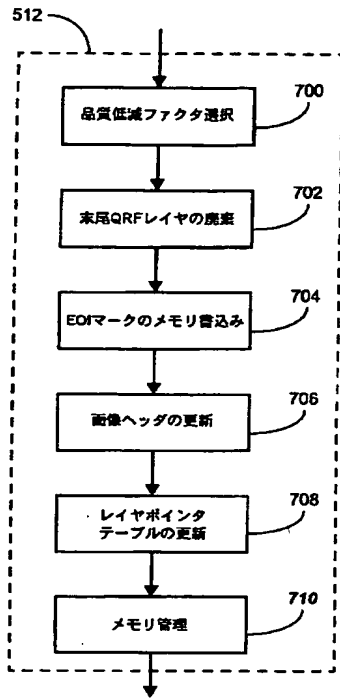 512
700
品質低減ファクタ選択
702
末尾QRFレイヤの廃棄
704
EOIマークのメモリ書込み
706
画像ヘッダの更新
708
レイヤポインタ
テーブルの更新
710
メモリ管理